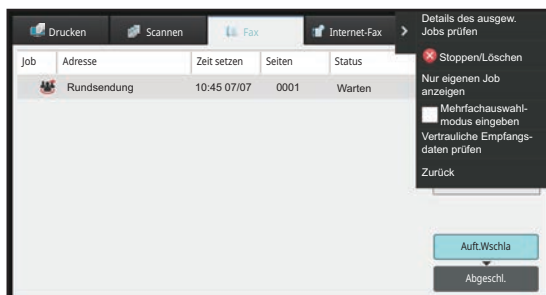 Drucken
Scannen
Fax
Internet-Fax
Job
Adresse
Zeit setzen
Seiten
Status
Rundsendung
10:45 07/07
0001
Warten
Details des ausgew.
Jobs prüfen
Stoppen/Löschen
Nur eigenen Job
anzeigen
Mehrfachauswahl-
modus eingeben
Vertrauliche Empfangs-
daten prüfen
Zurück
Auft.Wschla
Abgeschl.